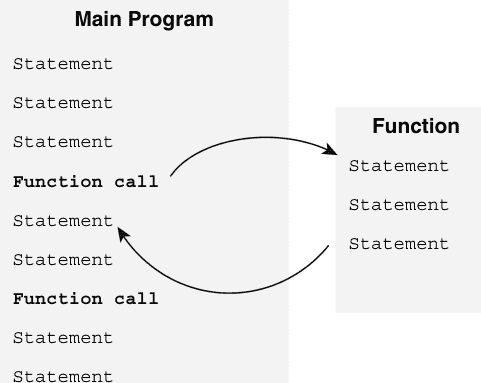 Main Program
Statement
Statement
Statement
Function call
Statement
Statement
Function call
Statement
Statement
Function
Statement
Statement
Statement